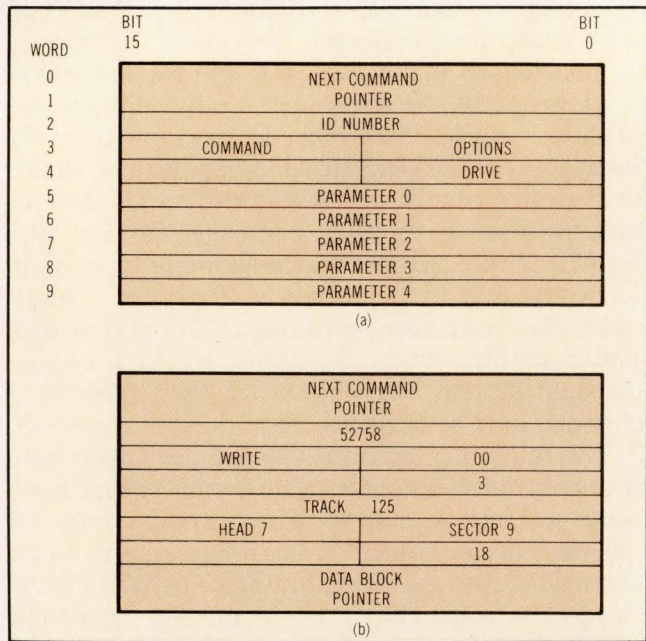 BIT BIT
15 0
WORD
0 NEXT COMMAND
1 POINTER
2 ID NUMBER
3 COMMAND OPTIONS
4 DRIVE
5 PARAMETER 0
6 PARAMETER 1
7 PARAMETER 2
8 PARAMETER 3
9 PARAMETER 4
(a)
NEXT COMMAND
POINTER
52758
WRITE 00
3
TRACK 125
HEAD 7 SECTOR 9
18
DATA BLOCK
POINTER
(b)